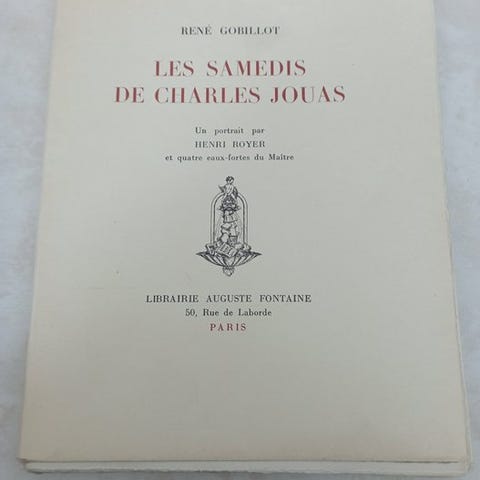 RENÉ GOBILLOT
LES SAMEDIS
DE CHARLES JOUAS
Un portrait par
HENRI ROYER
et quatre eaux-fortes du Maître
LIBRAIRIE AUGUSTE FONTAINE
50, Rue de Laborde
PARIS